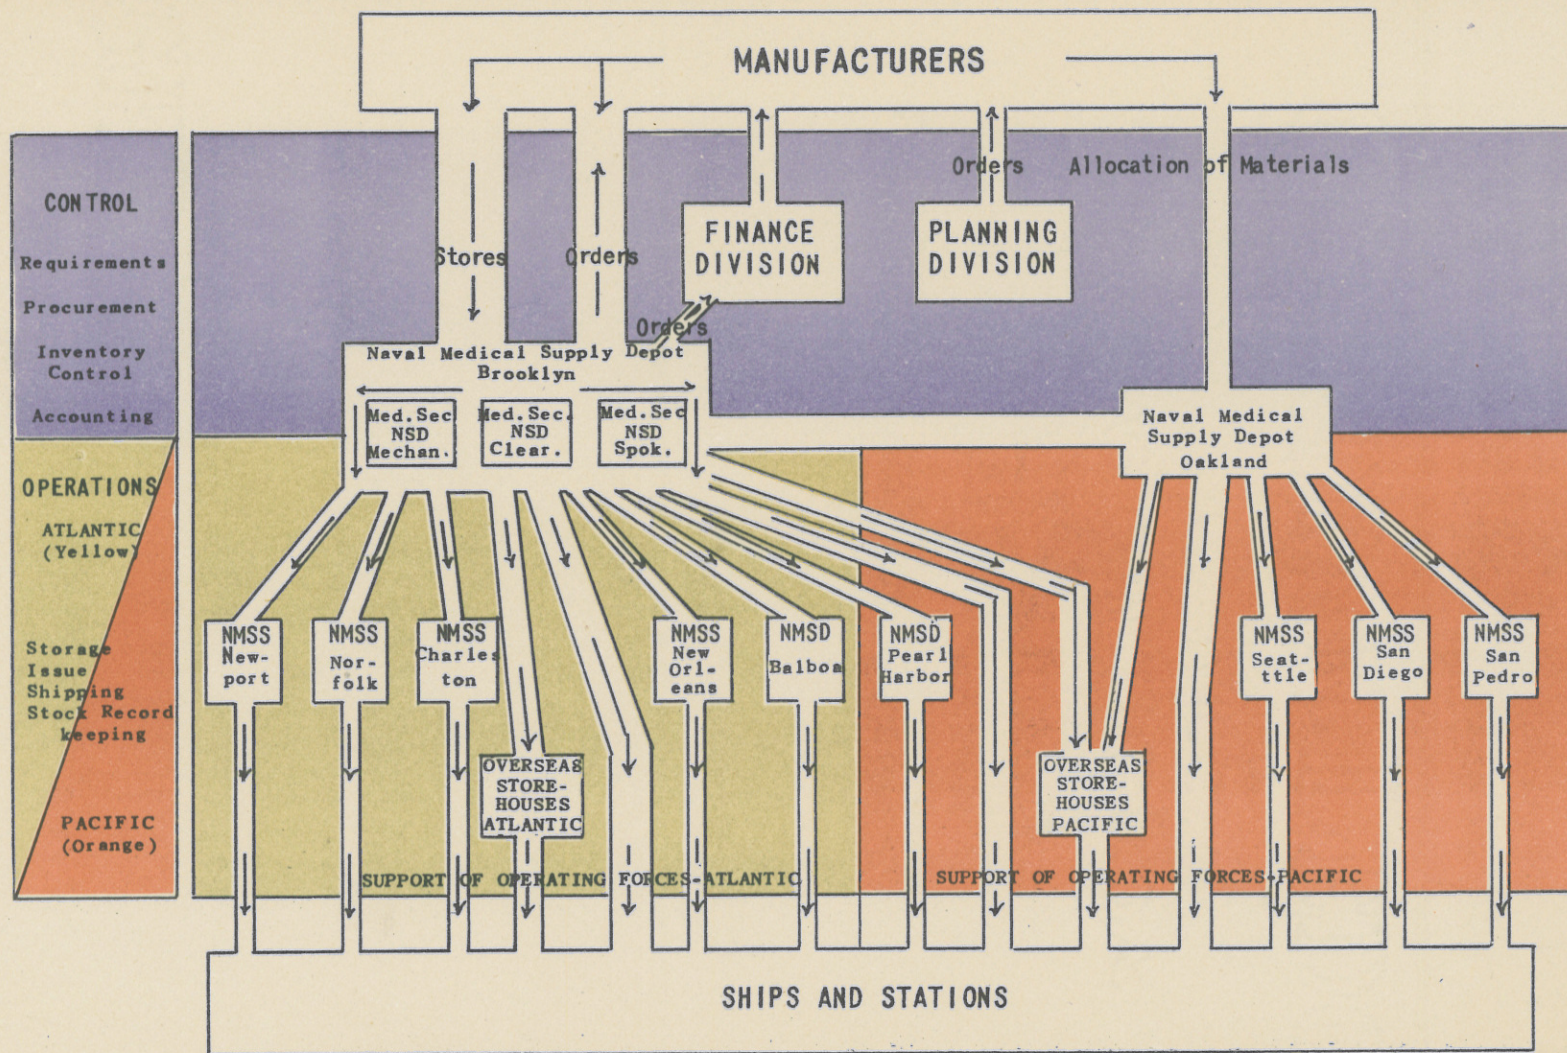 MANUFACTURERS
CONTROL
Requirements
Procurement
Inventory
Control
Accounting
Stores
Orders
FINANCE
DIVISION
Orders
PLANNING
DIVISION
Orders
Allocation of Materials
Naval Medical Supply Depot
Brooklyn
Med.Sec
NSD
Mechan.
Med.Sec.
NSD
Clear.
Med.Sec
NSD
Spok.
Naval Medical
Supply Depot
Oakland
OPERATIONS
ATLANTIC
(Yellow)
Storage
Issue
Shipping
Stock Record
keeping
PACIFIC
(Orange)
NMSS
New-
port
NMSS
Nor-
folk
NMSS
Charles
ton
NMSS
New
Orl-
eans
NMSD
Balboa
NMSD
Pearl
Harbor
NMSS
Seat-
ttle
NMSS
San
Diego
NMSS
San
Pedro
OVERSEAS
STORE-
HOUSES
ATLANTIC
OVERSEAS
STORE-
HOUSES
PACIFIC
SUPPORT OF OPERATING FORCES-ATLANTIC
SUPPORT OF OPERATING FORCES-PACIFIC
SHIPS AND STATIONS